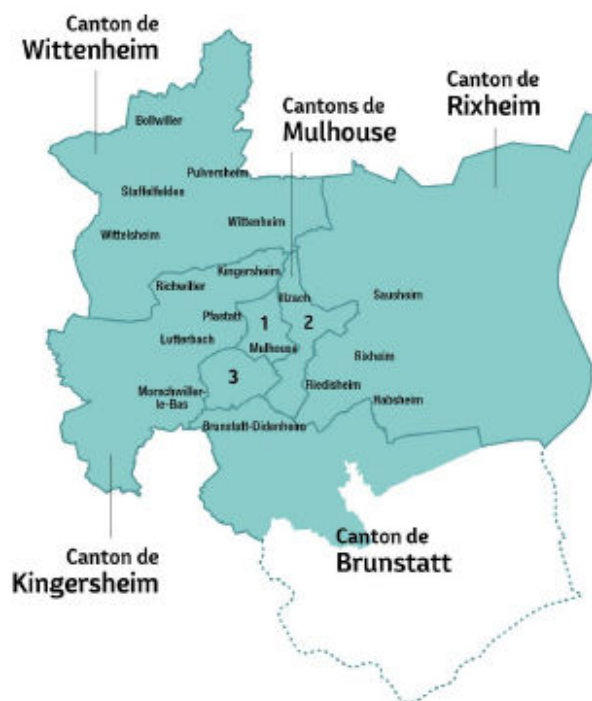 Canton de
Wittenheim
Cantons de
Mulhouse
Canton de
Rixheim
Bollwiller
Pulversheim
Staffelfelden
Wittelsheim
Wittenheim
Kingersheim
Richwiller
Illzach
Sausheim
Pfastatt
1
2
Lutterbach
Mulhouse
Rixheim
3
Riedisheim
Morschwiller-
le-Bas
Habsheim
Brunstatt-Didenheim
Canton de
Brunstatt
Canton de
Kingersheim